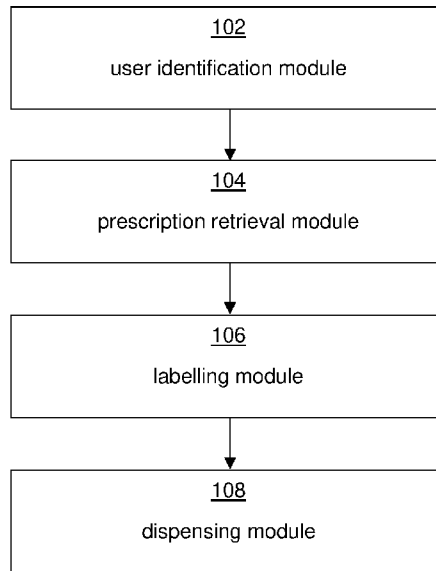 102
user identification module
104
prescription retrieval module
106
labelling module
108
dispensing module